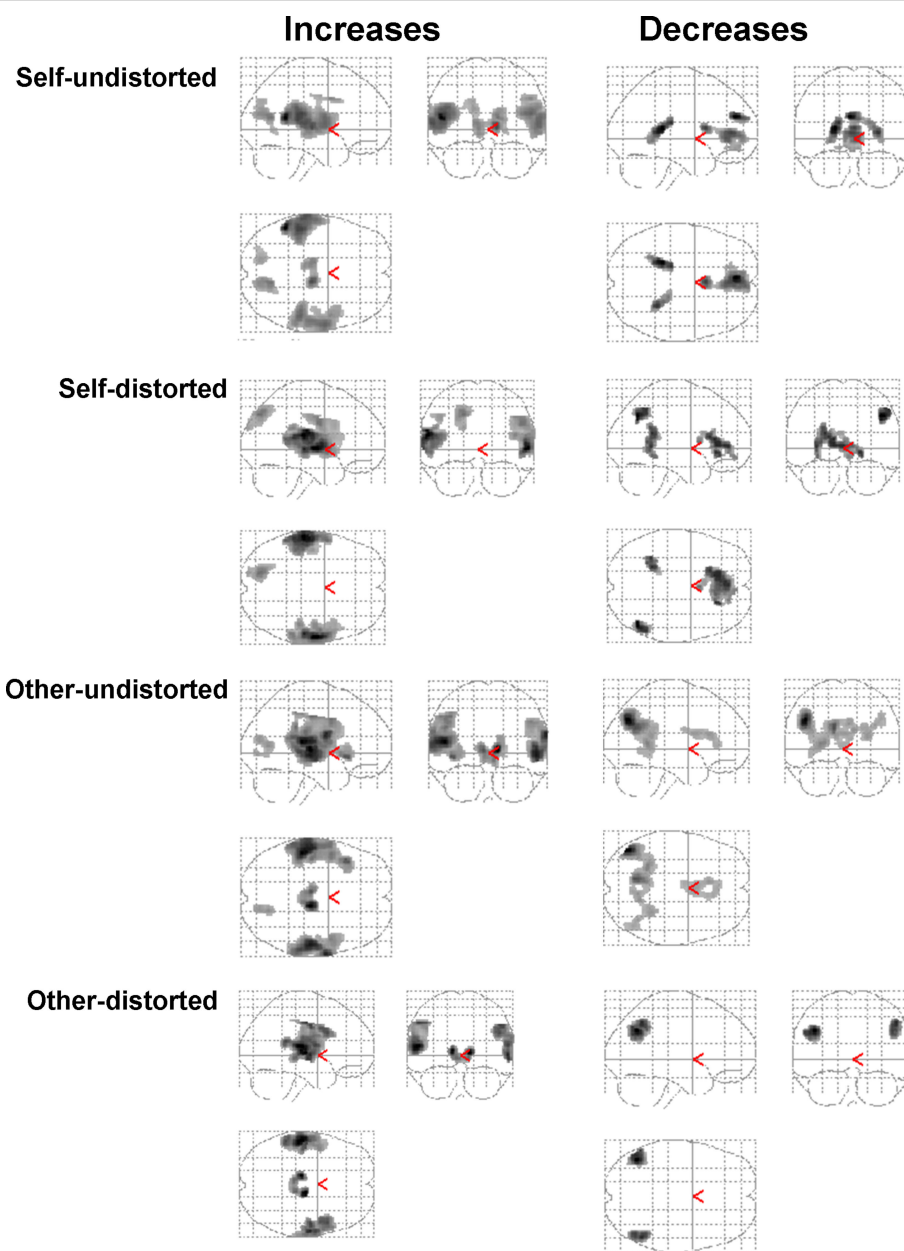 Increases
Decreases
Self-undistorted
Self-distorted
Other-undistorted
Other-distorted